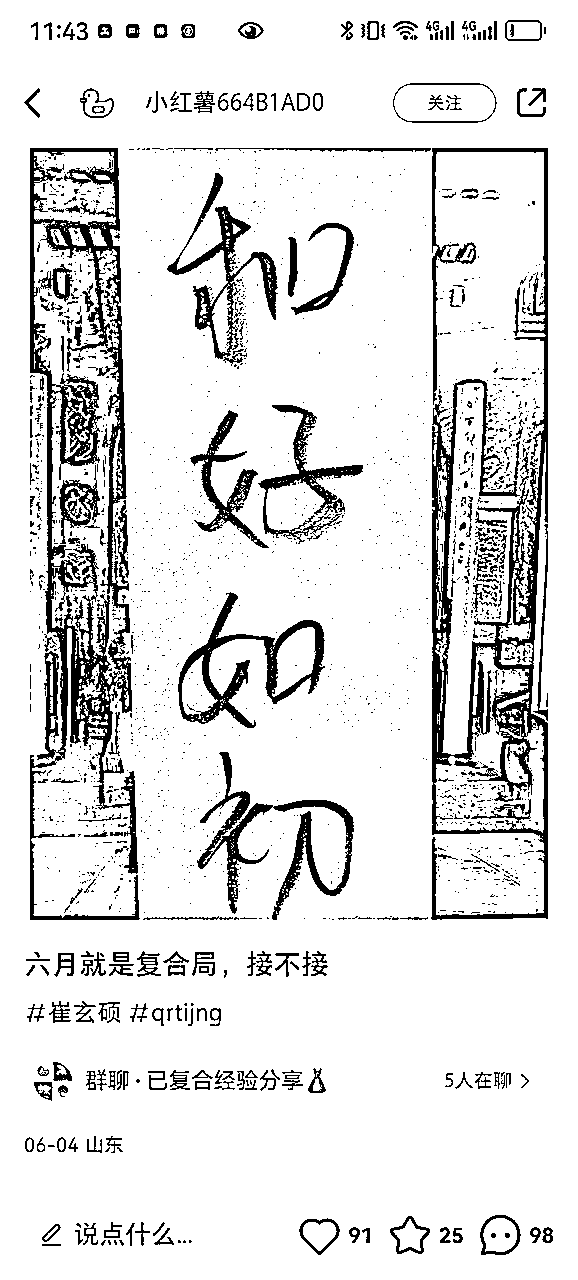 11:43
4G 4G
小红薯664B1AD0
关注
和
好
如
初
六月就是复合局，接不接
#崔玄硕 #qrtijng
群聊·已复合经验分享
5人在聊
06-04 山东
说点什么...
91
25
98